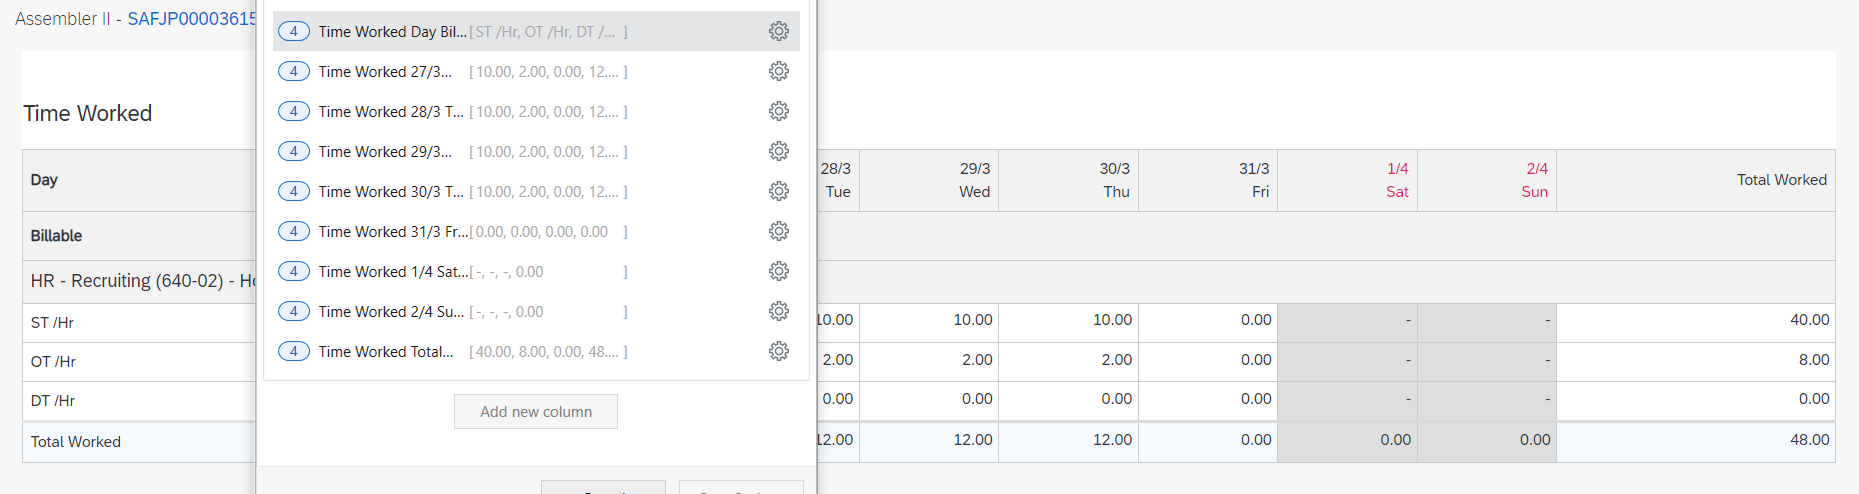 Assembler II - SAFJP00003615
4 Time Worked Day Bil... [ ST /Hr, OT /Hr, DT /... ]
4 Time Worked 27/3... [ 10.00, 2.00, 0.00, 12.... ]
4 Time Worked 28/3 T... [ 10.00, 2.00, 0.00, 12.... ]
4 Time Worked 29/3... [ 10.00, 2.00, 0.00, 12.... ]
4 Time Worked 30/3 T... [ 10.00, 2.00, 0.00, 12.... ]
4 Time Worked 31/3 Fr... [ 0.00, 0.00, 0.00, 0.00 ]
4 Time Worked 1/4 Sat... [ -, -, -, 0.00 ]
4 Time Worked 2/4 Su... [ -, -, -, 0.00 ]
4 Time Worked Total... [ 40.00, 8.00, 0.00, 48.... ]
Add new column
Time Worked
Day 28/3 29/3 30/3 31/3 1/4 2/4 Total Worked
Tue Wed Thu Fri Sat Sun
Billable
HR - Recruiting (640-02) - Ho
ST /Hr 10.00 10.00 10.00 0.00 - - 40.00
OT /Hr 2.00 2.00 2.00 0.00 - - 8.00
DT /Hr 0.00 0.00 0.00 0.00 - - 0.00
Total Worked 12.00 12.00 12.00 0.00 0.00 0.00 48.00